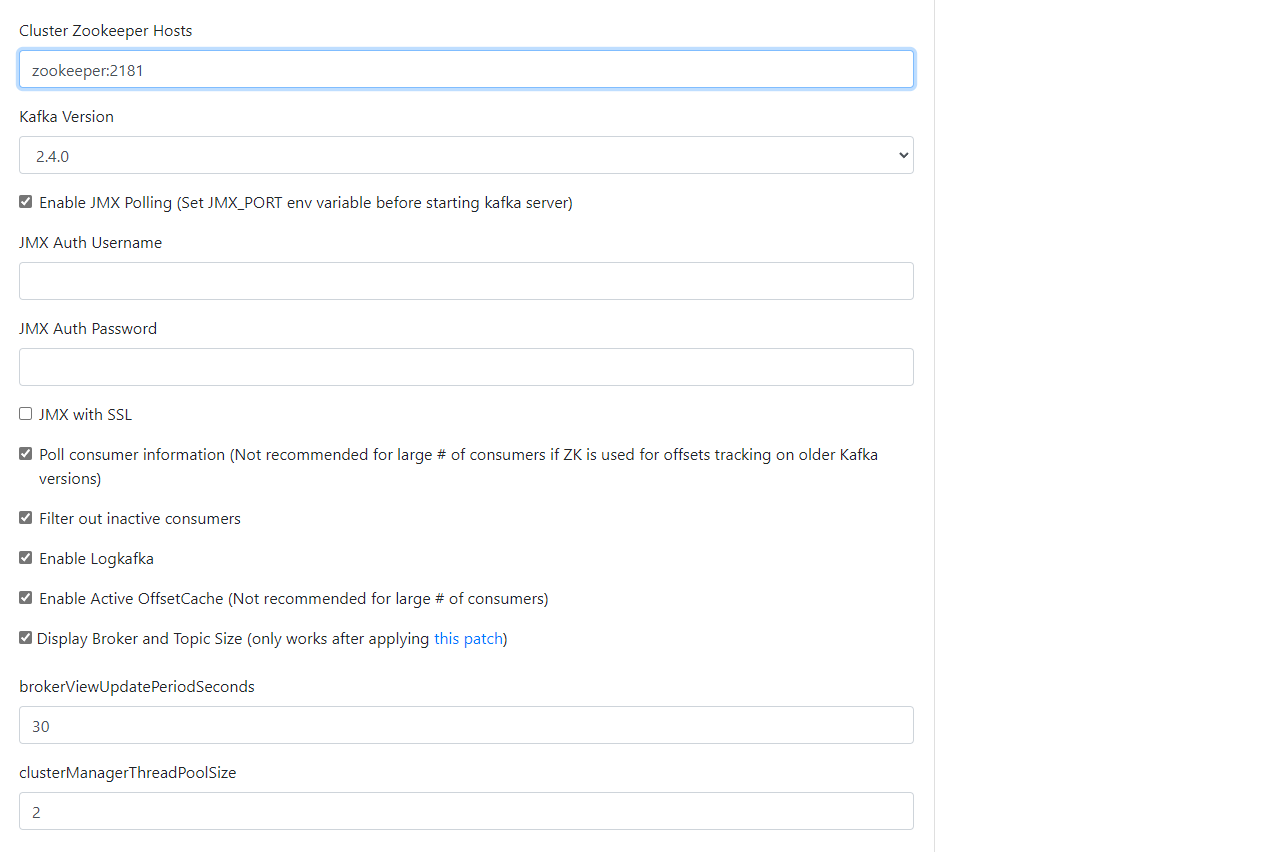 Cluster Zookeeper Hosts
zookeeper:2181
Kafka Version
2.4.0
Enable JMX Polling (Set JMX_PORT env variable before starting kafka server)
JMX Auth Username
JMX Auth Password
JMX with SSL
Poll consumer information (Not recommended for large # of consumers if ZK is used for offsets tracking on older Kafka
versions)
Filter out inactive consumers
Enable Logkafka
Enable Active OffsetCache (Not recommended for large # of consumers)
Display Broker and Topic Size (only works after applying this patch)
brokerViewUpdatePeriodSeconds
30
clusterManagerThreadPoolSize
2